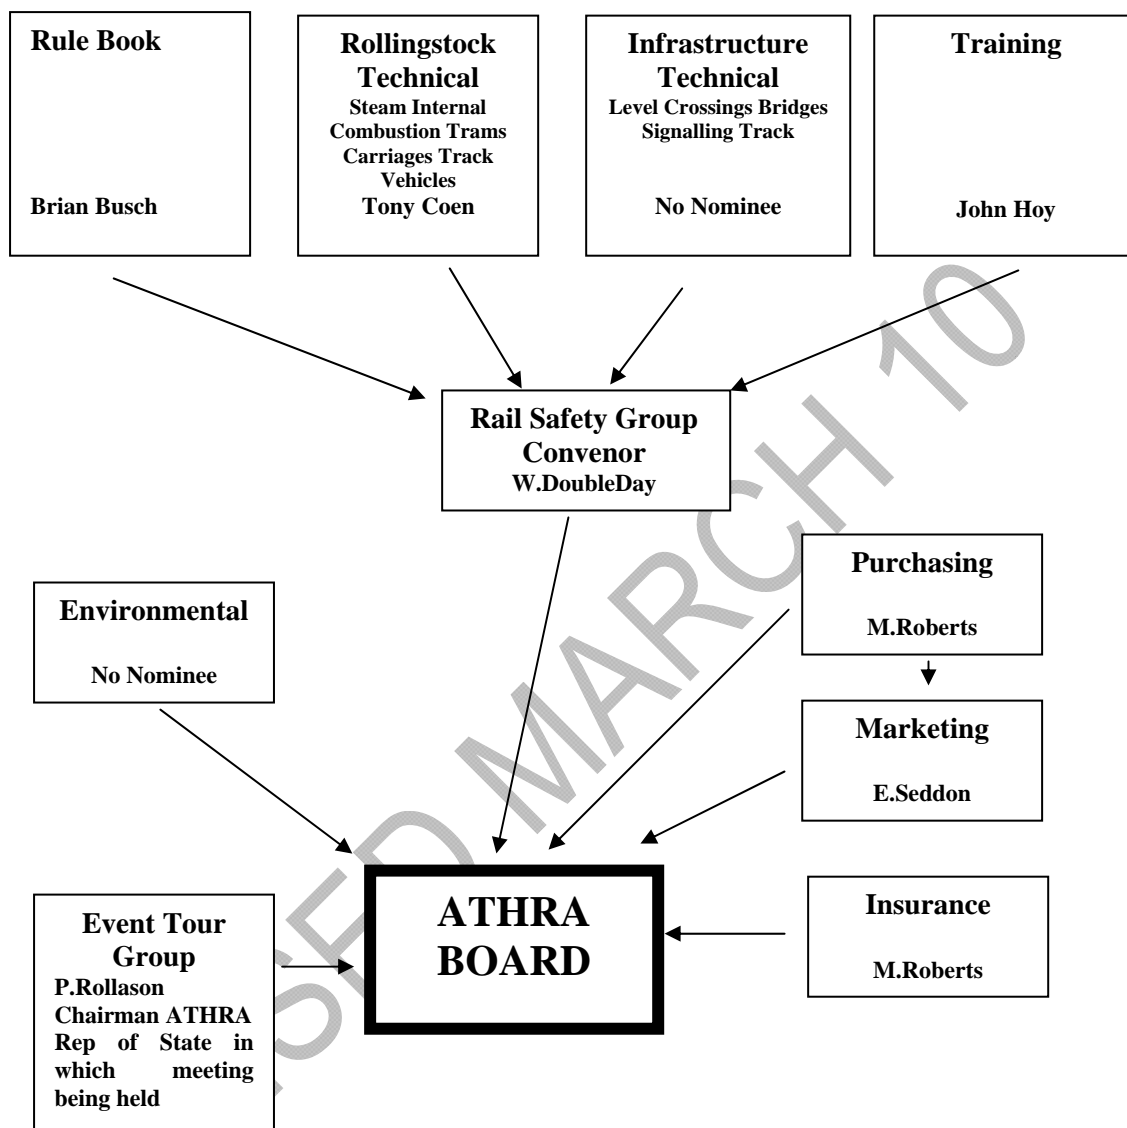 Rule Book
Brian Busch
Rollingstock
Technical
Steam Internal
Combustion Trams
Carriages Track
Vehicles
Tony Coen
Infrastructure
Technical
Level Crossings Bridges
Signalling Track
No Nominee
Training
John Hoy
Rail Safety Group
Convenor
W.DoubleDay
Purchasing
M.Roberts
Environmental
No Nominee
Marketing
E.Seddon
ATHRA
BOARD
Event Tour
Group
P.Rollason
Chairman ATHRA
Rep of State in
which meeting
being held
Insurance
M.Roberts
SED MARCH 10